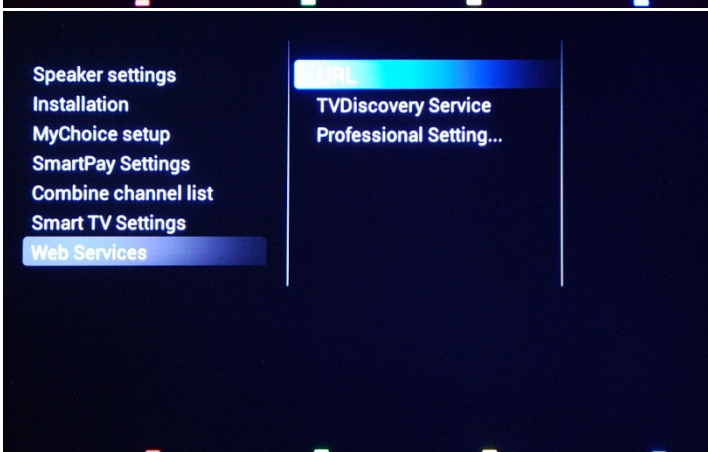 Speaker settings
Installation
MyChoice setup
SmartPay Settings
Combine channel list
Smart TV Settings
Web Services
URL
TVDiscovery Service
Professional Setting...